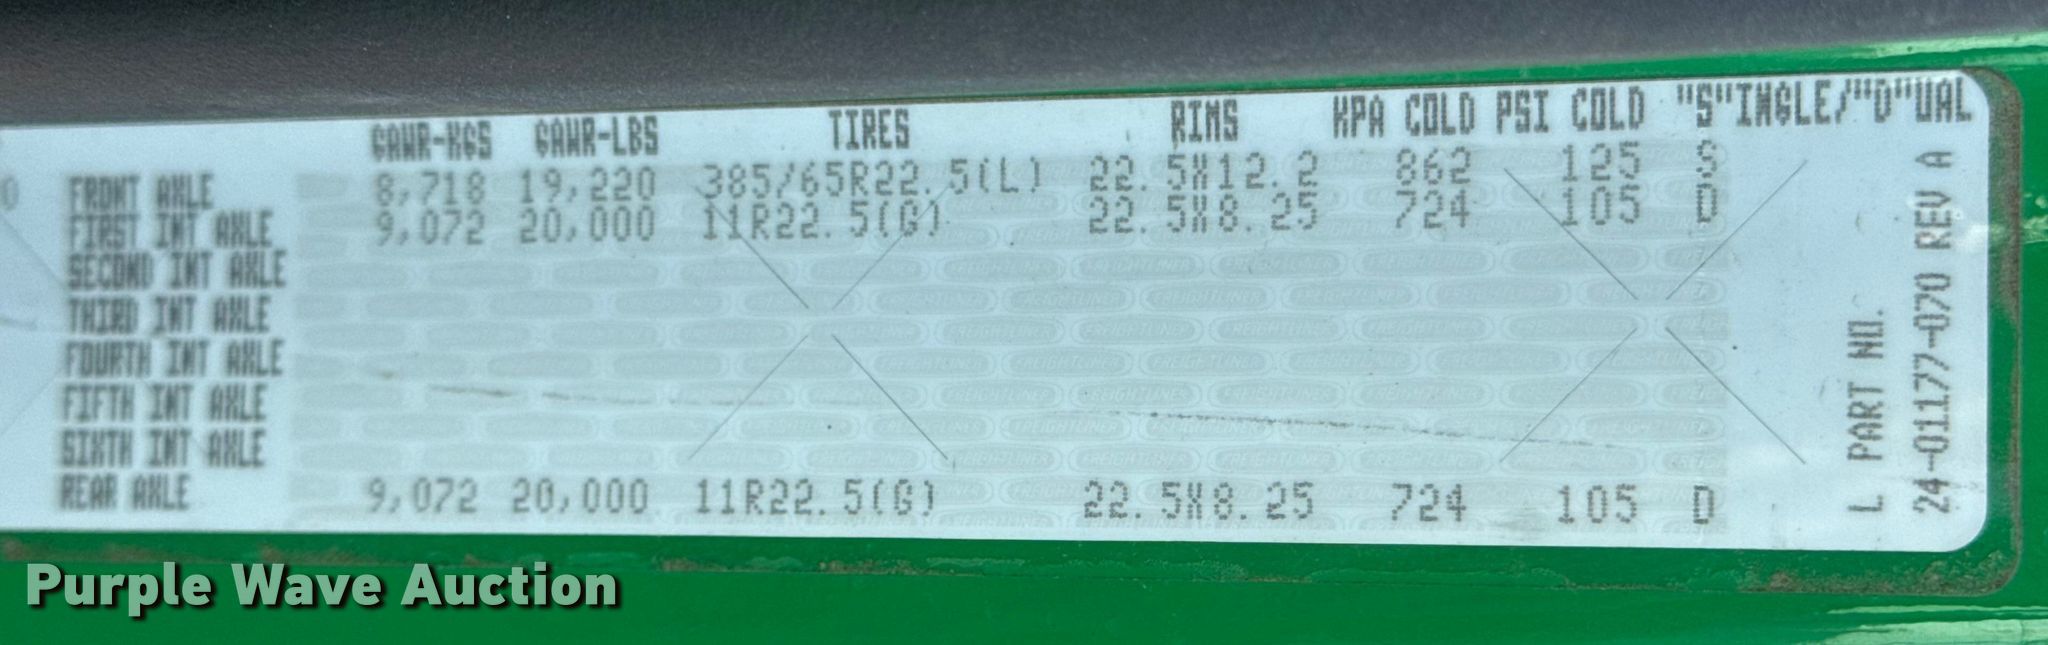 GAWR-KGS GAWR-LBS TIRES RIMS KPA COLD PSI COLD "S"INGLE/"D"UAL
FRONT AXLE 8,718 19,220 385/65R22.5(L) 22.5X12.2 862 125 S
FIRST INT AXLE 9,072 20,000 11R22.5(G) 22.5X8.25 724 105 D
SECOND INT AXLE
THIRD INT AXLE
FOURTH INT AXLE
FIFTH INT AXLE
SIXTH INT AXLE
REAR AXLE 9,072 20,000 11R22.5(G) 22.5X8.25 724 105 D
L PART NO.
24-01177-070 REV A
Purple Wave Auction